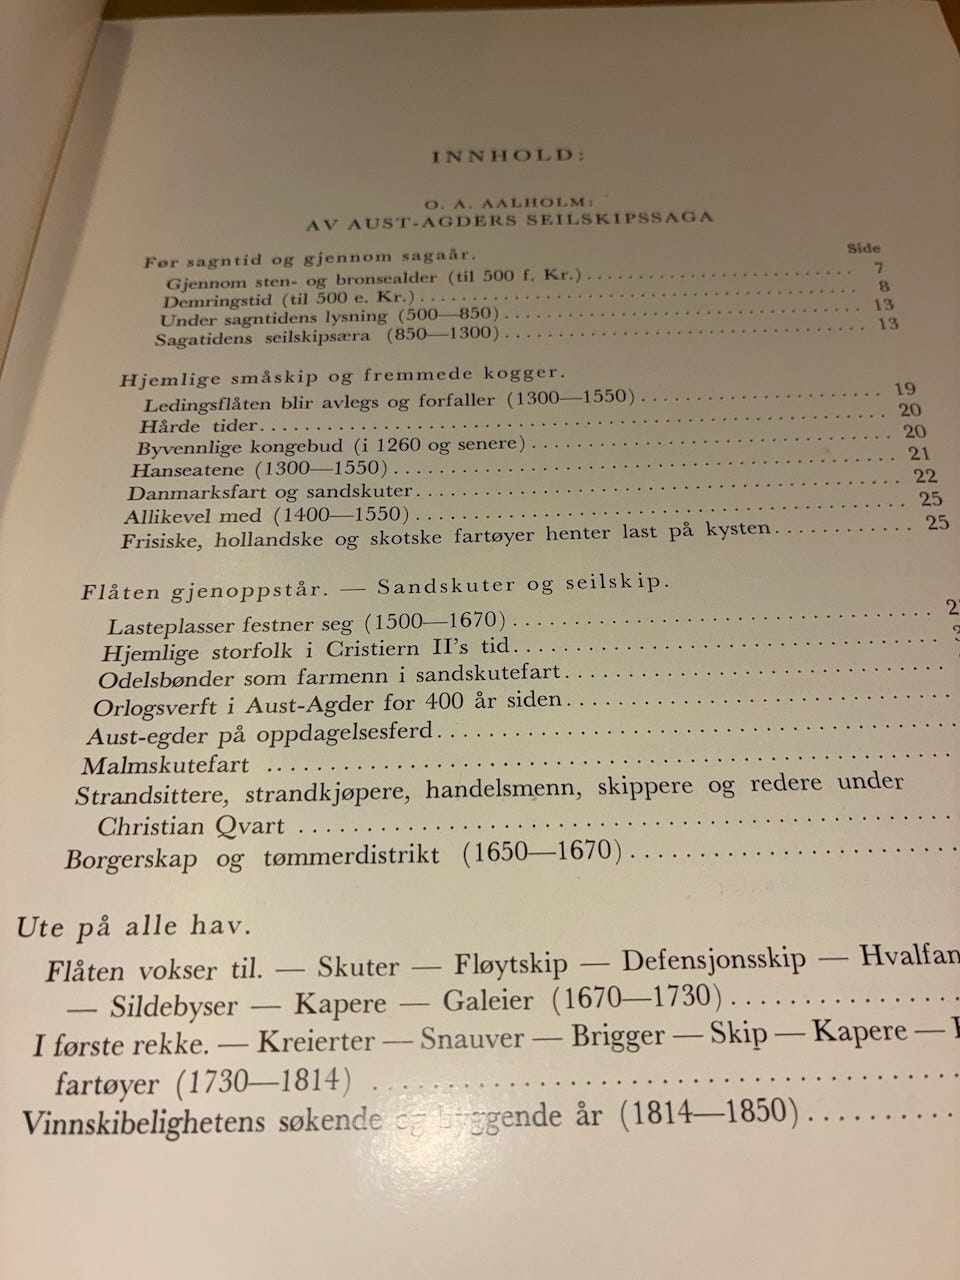 INNHOLD:
O. A. AALHOLM:
AV AUST-AGDERS SEILSKIPSSAGA
Side
Før sagntid og gjennom sagaår.
Gjennom sten- og bronsealder (til 500 f. Kr.) . . . . . . . . . . . . . . . . . . . . 7
Demringstid (til 500 e. Kr.) . . . . . . . . . . . . . . . . . . . . 8
Under sagntidens lysning (500—850) . . . . . . . . . . . . . . . . . . . . 13
Sagatidens seilskipsæra (850—1300) . . . . . . . . . . . . . . . . . . . . 13
Hjemlige småskip og fremmede kogger.
Ledingsflåten blir avlegs og forfaller (1300—1550) . . . . . . . . . . . . . . . . . . . . 19
Hårde tider . . . . . . . . . . . . . . . . . . . . 20
Byvennlige kongebud (i 1260 og senere) . . . . . . . . . . . . . . . . . . . . 20
Hanseatene (1300—1550) . . . . . . . . . . . . . . . . . . . . 21
Danmarksfart og sandskuter . . . . . . . . . . . . . . . . . . . . 22
Allikevel med (1400—1550) . . . . . . . . . . . . . . . . . . . . 25
Frisiske, hollandske og skotske fartøyer henter last på kysten . . . . . . . . . . . 25
Flåten gjenoppstår. — Sandskuter og seilskip.
Lasteplasser festner seg (1500—1670) . . . . . . . . . . . . . . . . . . . . 2
Hjemlige storfolk i Cristiern II's tid . . . . . . . . . . . . . . . . . . . .
Odelsbønder som farmenn i sandskutefart . . . . . . . . . . . . . . . . . . . .
Orlogsverft i Aust-Agder for 400 år siden . . . . . . . . . . . . . . . . . . . .
Aust-egder på oppdagelsesferd . . . . . . . . . . . . . . . . . . . .
Malmskutefart . . . . . . . . . . . . . . . . . . . .
Strandsittere, strandkjøpere, handelsmenn, skippere og redere under
Christian Qvart . . . . . . . . . . . . . . . . . . . .
Borgerskap og tømmerdistrikt (1650—1670) . . . . . . . . . . . . . . . . . . . .
Ute på alle hav.
Flåten vokser til. — Skuter — Fløytskip — Defensjonsskip — Hvalfan
— Sildebyser — Kapere — Galeier (1670—1730) . . . . . . . . . . . . . . . .
I første rekke. — Kreierter — Snauver — Brigger — Skip — Kapere —
fartøyer (1730—1814) . . . . . . . . . . . . . . . . . . . .
Vinnskibelighetens søkende og byggende år (1814—1850) . . . . . . . . . . .